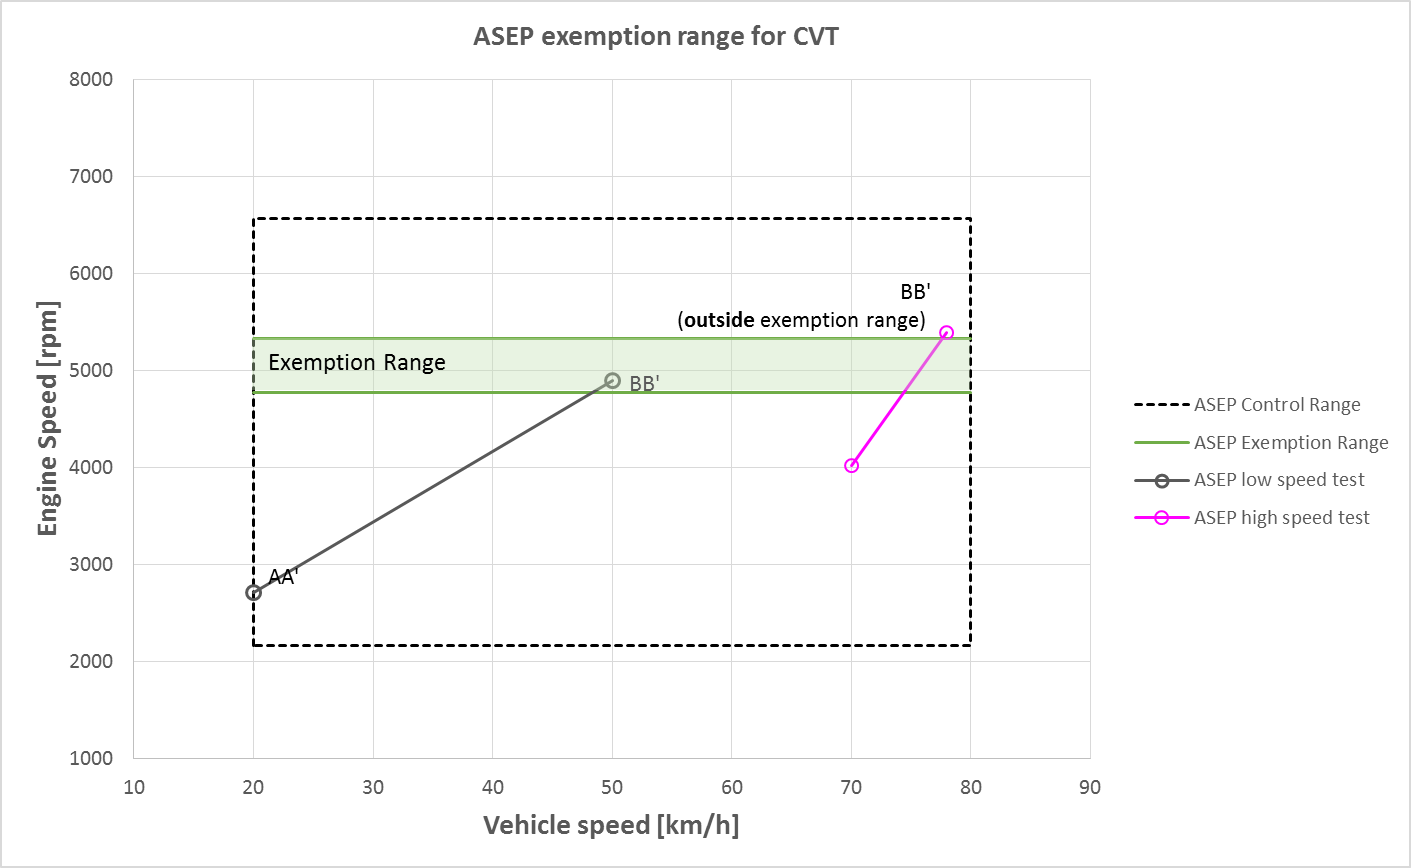 ASEP exemption range for CVT
8000
7000
6000
5000
4000
3000
2000
1000
Engine Speed [rpm]
BB'
(outside exemption range)
Exemption Range
BB'
AA'
10 20 30 40 50 60 70 80 90
Vehicle speed [km/h]
ASEP Control Range
ASEP Exemption Range
ASEP low speed test
ASEP high speed test